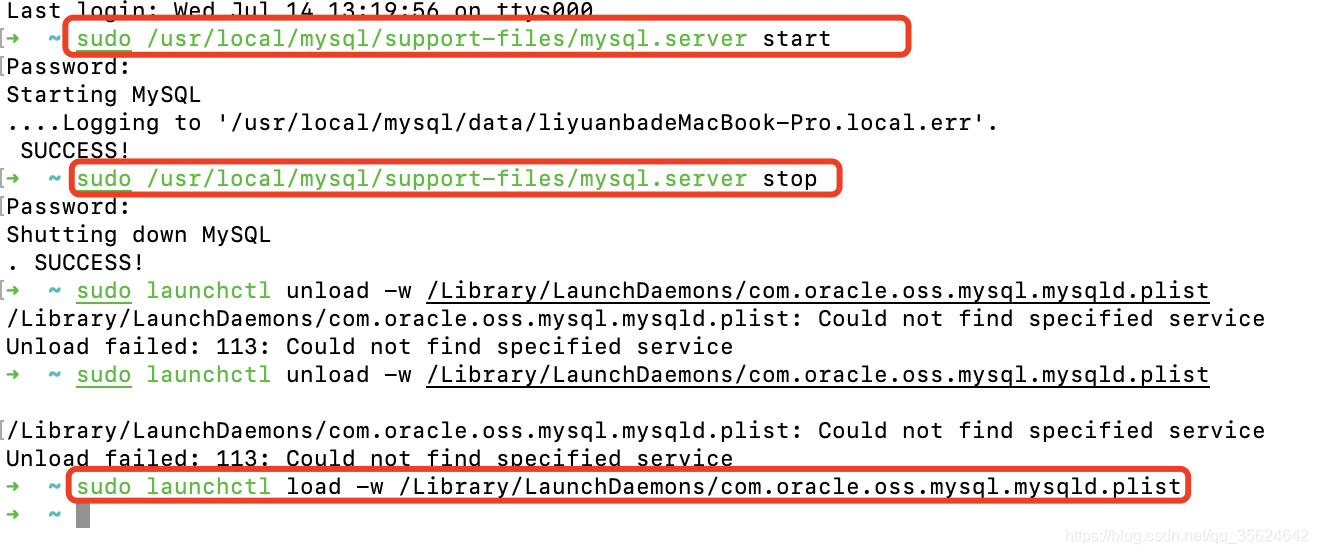 Last login: Wed Jul 14 13:19:56 on ttys000
[➜  ~ sudo /usr/local/mysql/support-files/mysql.server start
[Password:
Starting MySQL
....Logging to '/usr/local/mysql/data/liyuanbadeMacBook-Pro.local.err'.
 SUCCESS!
[➜  ~ sudo /usr/local/mysql/support-files/mysql.server stop
[Password:
Shutting down MySQL
. SUCCESS!
[➜  ~ sudo launchctl unload -w /Library/LaunchDaemons/com.oracle.oss.mysql.mysqld.plist
/Library/LaunchDaemons/com.oracle.oss.mysql.mysqld.plist: Could not find specified service
Unload failed: 113: Could not find specified service
➜  ~ sudo launchctl unload -w /Library/LaunchDaemons/com.oracle.oss.mysql.mysqld.plist
[/Library/LaunchDaemons/com.oracle.oss.mysql.mysqld.plist: Could not find specified service
Unload failed: 113: Could not find specified service
➜  ~ sudo launchctl load -w /Library/LaunchDaemons/com.oracle.oss.mysql.mysqld.plist
➜  ~
https://blog.csdn.net/qq_35624642